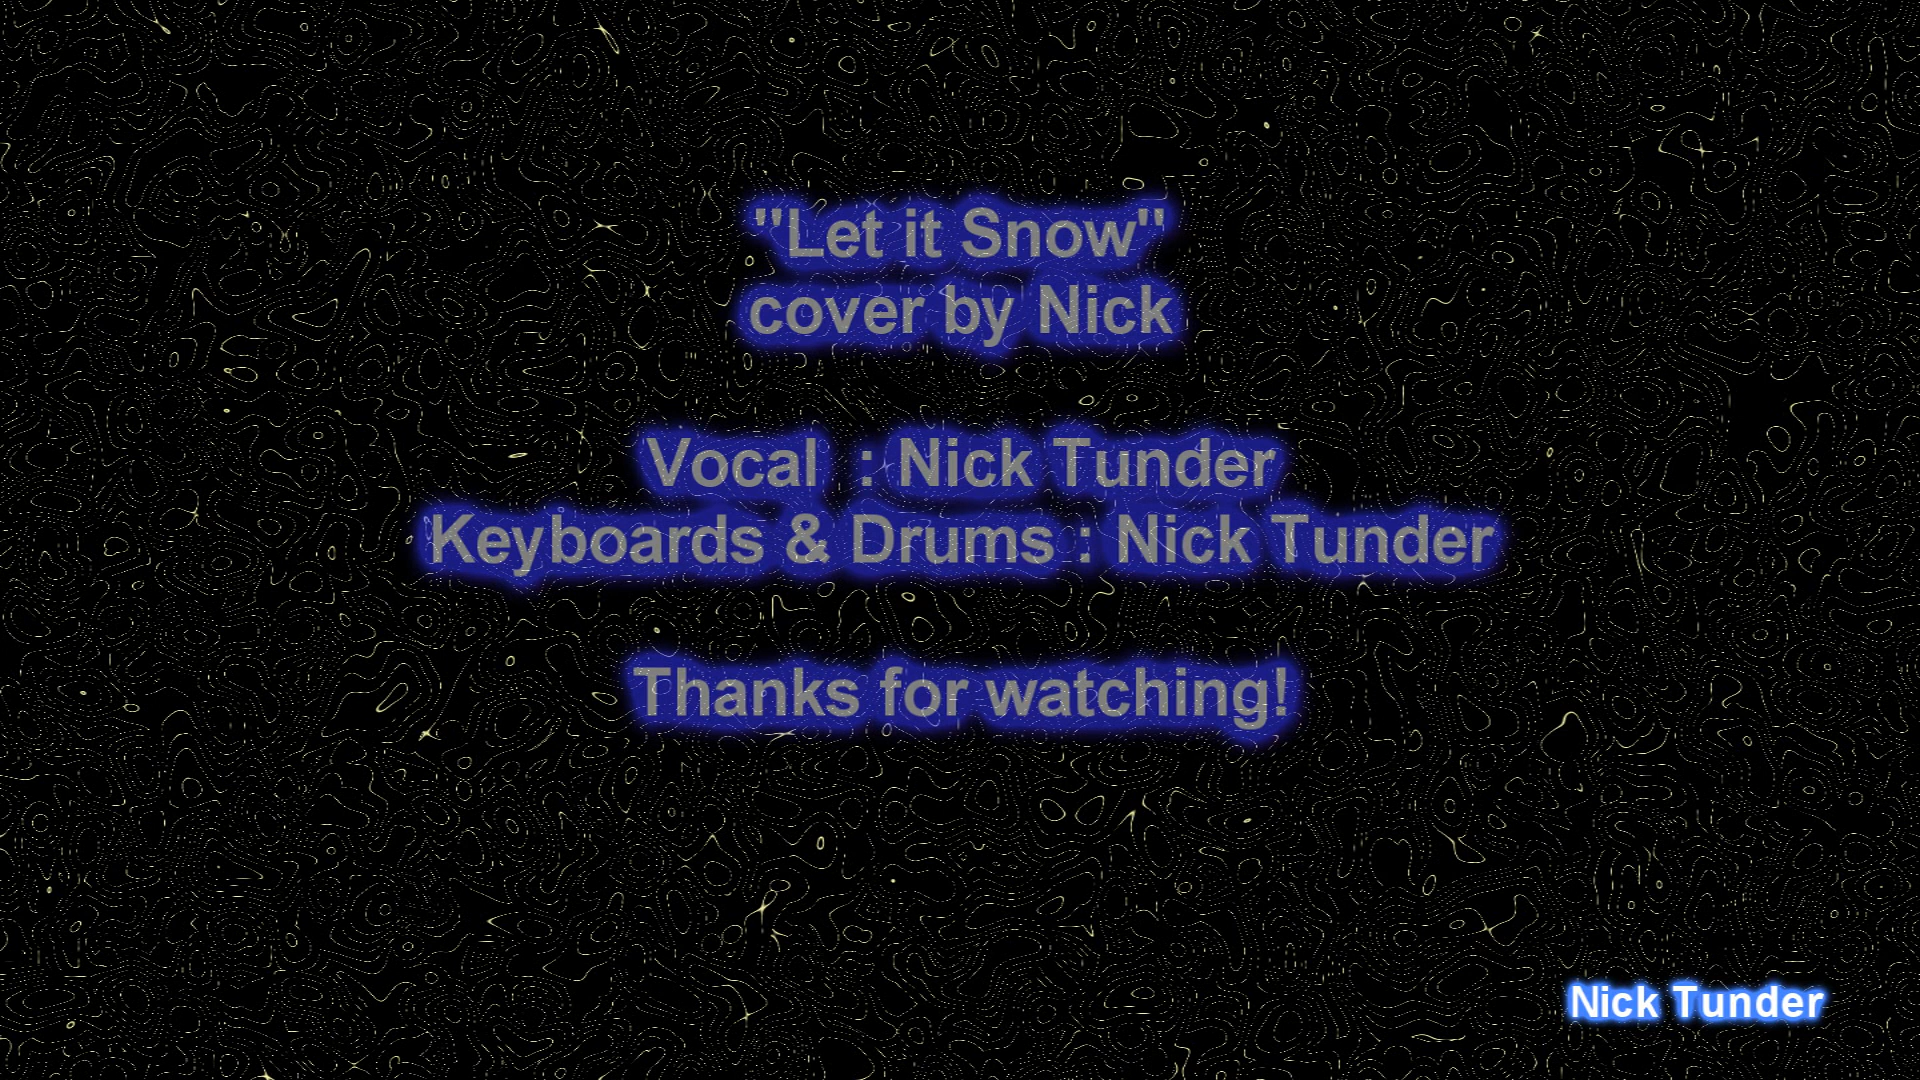 "Let it Snow"
cover by Nick
Vocal  : Nick Tunder
Keyboards & Drums : Nick Tunder
Thanks for watching!
Nick Tunder